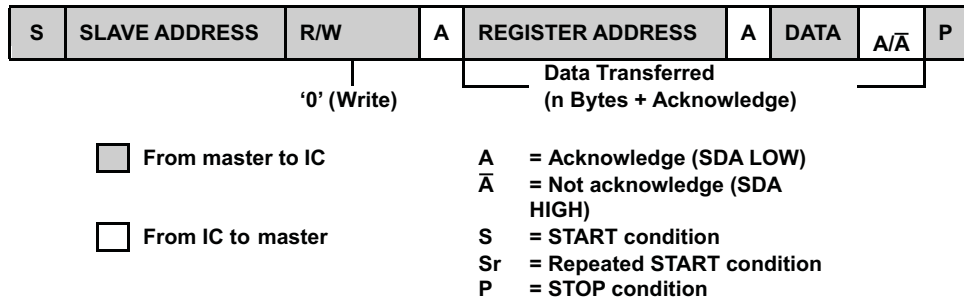 S SLAVE ADDRESS R/W A REGISTER ADDRESS A DATA A/A̅ P
'0' (Write)
Data Transferred
(n Bytes + Acknowledge)
From master to IC
From IC to master
A = Acknowledge (SDA LOW)
A̅ = Not acknowledge (SDA
HIGH)
S = START condition
Sr = Repeated START condition
P = STOP condition